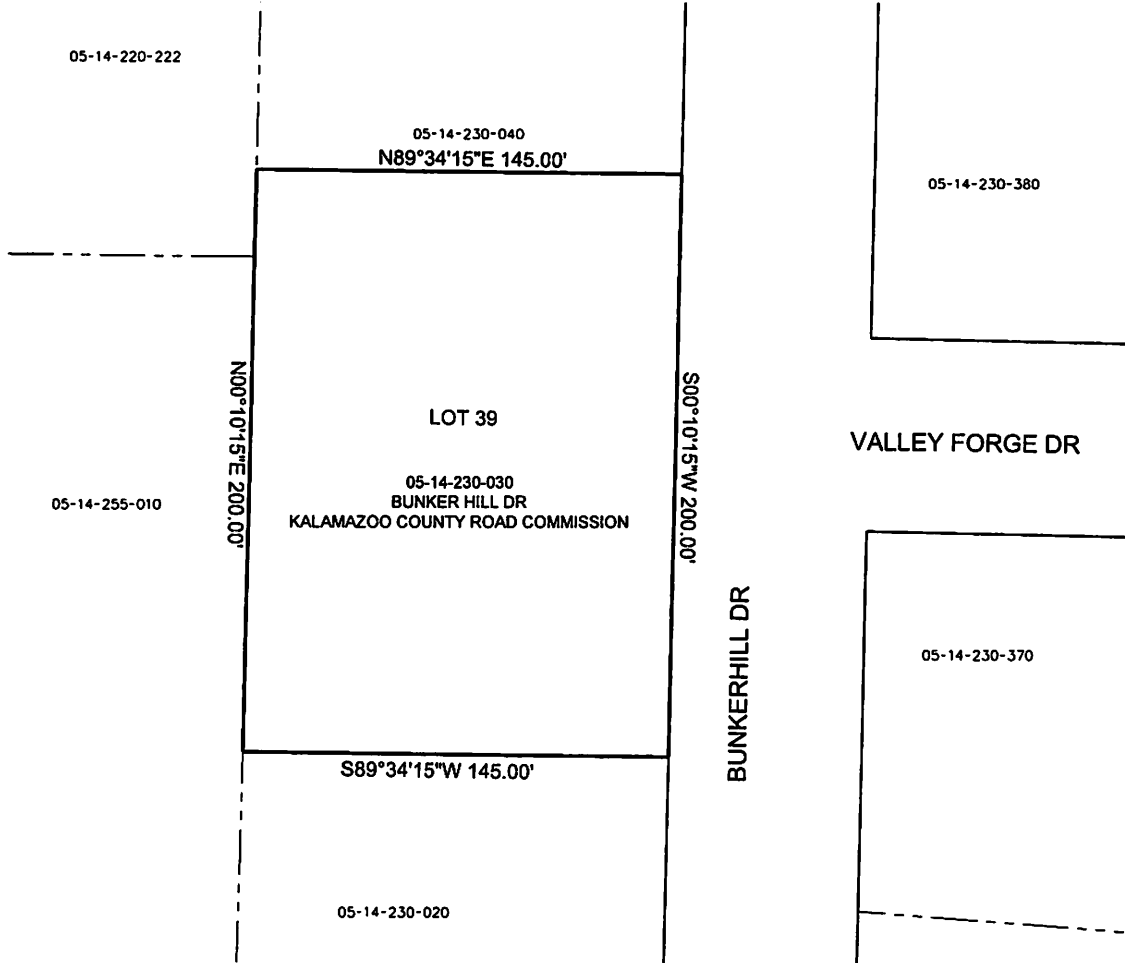 05-14-220-222
05-14-230-040
N89°34'15"E 145.00'
05-14-230-380
N00°10'15"E 200.00'
LOT 39
S00°10'15"W 200.00'
VALLEY FORGE DR
05-14-255-010
05-14-230-030
BUNKER HILL DR
KALAMAZOO COUNTY ROAD COMMISSION
BUNKERHILL DR
05-14-230-370
S89°34'15"W 145.00'
05-14-230-020